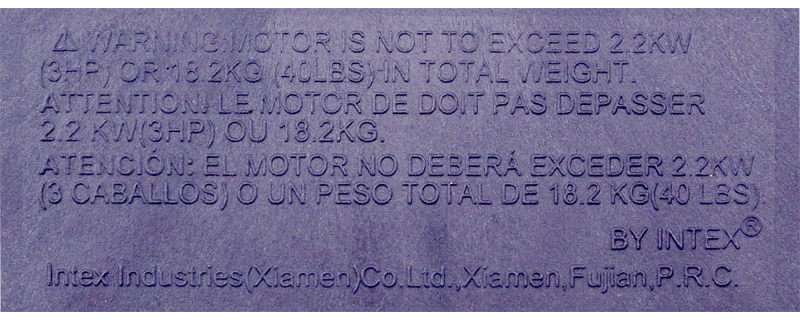 ⚠ WARNING:MOTOR IS NOT TO EXCEED 2.2KW
(3HP) OR 18.2KG (40LBS) IN TOTAL WEIGHT.
ATTENTION! LE MOTOR DE DOIT PAS DEPASSER
2.2 KW(3HP) OU 18.2KG.
ATENCIÓN: EL MOTOR NO DEBERÁ EXCEDER 2.2KW
(3 CABALLOS) O UN PESO TOTAL DE 18.2 KG(40 LBS)
BY INTEX®
Intex Industries(Xiamen)Co.Ltd.,Xiamen,Fujian,P.R.C.